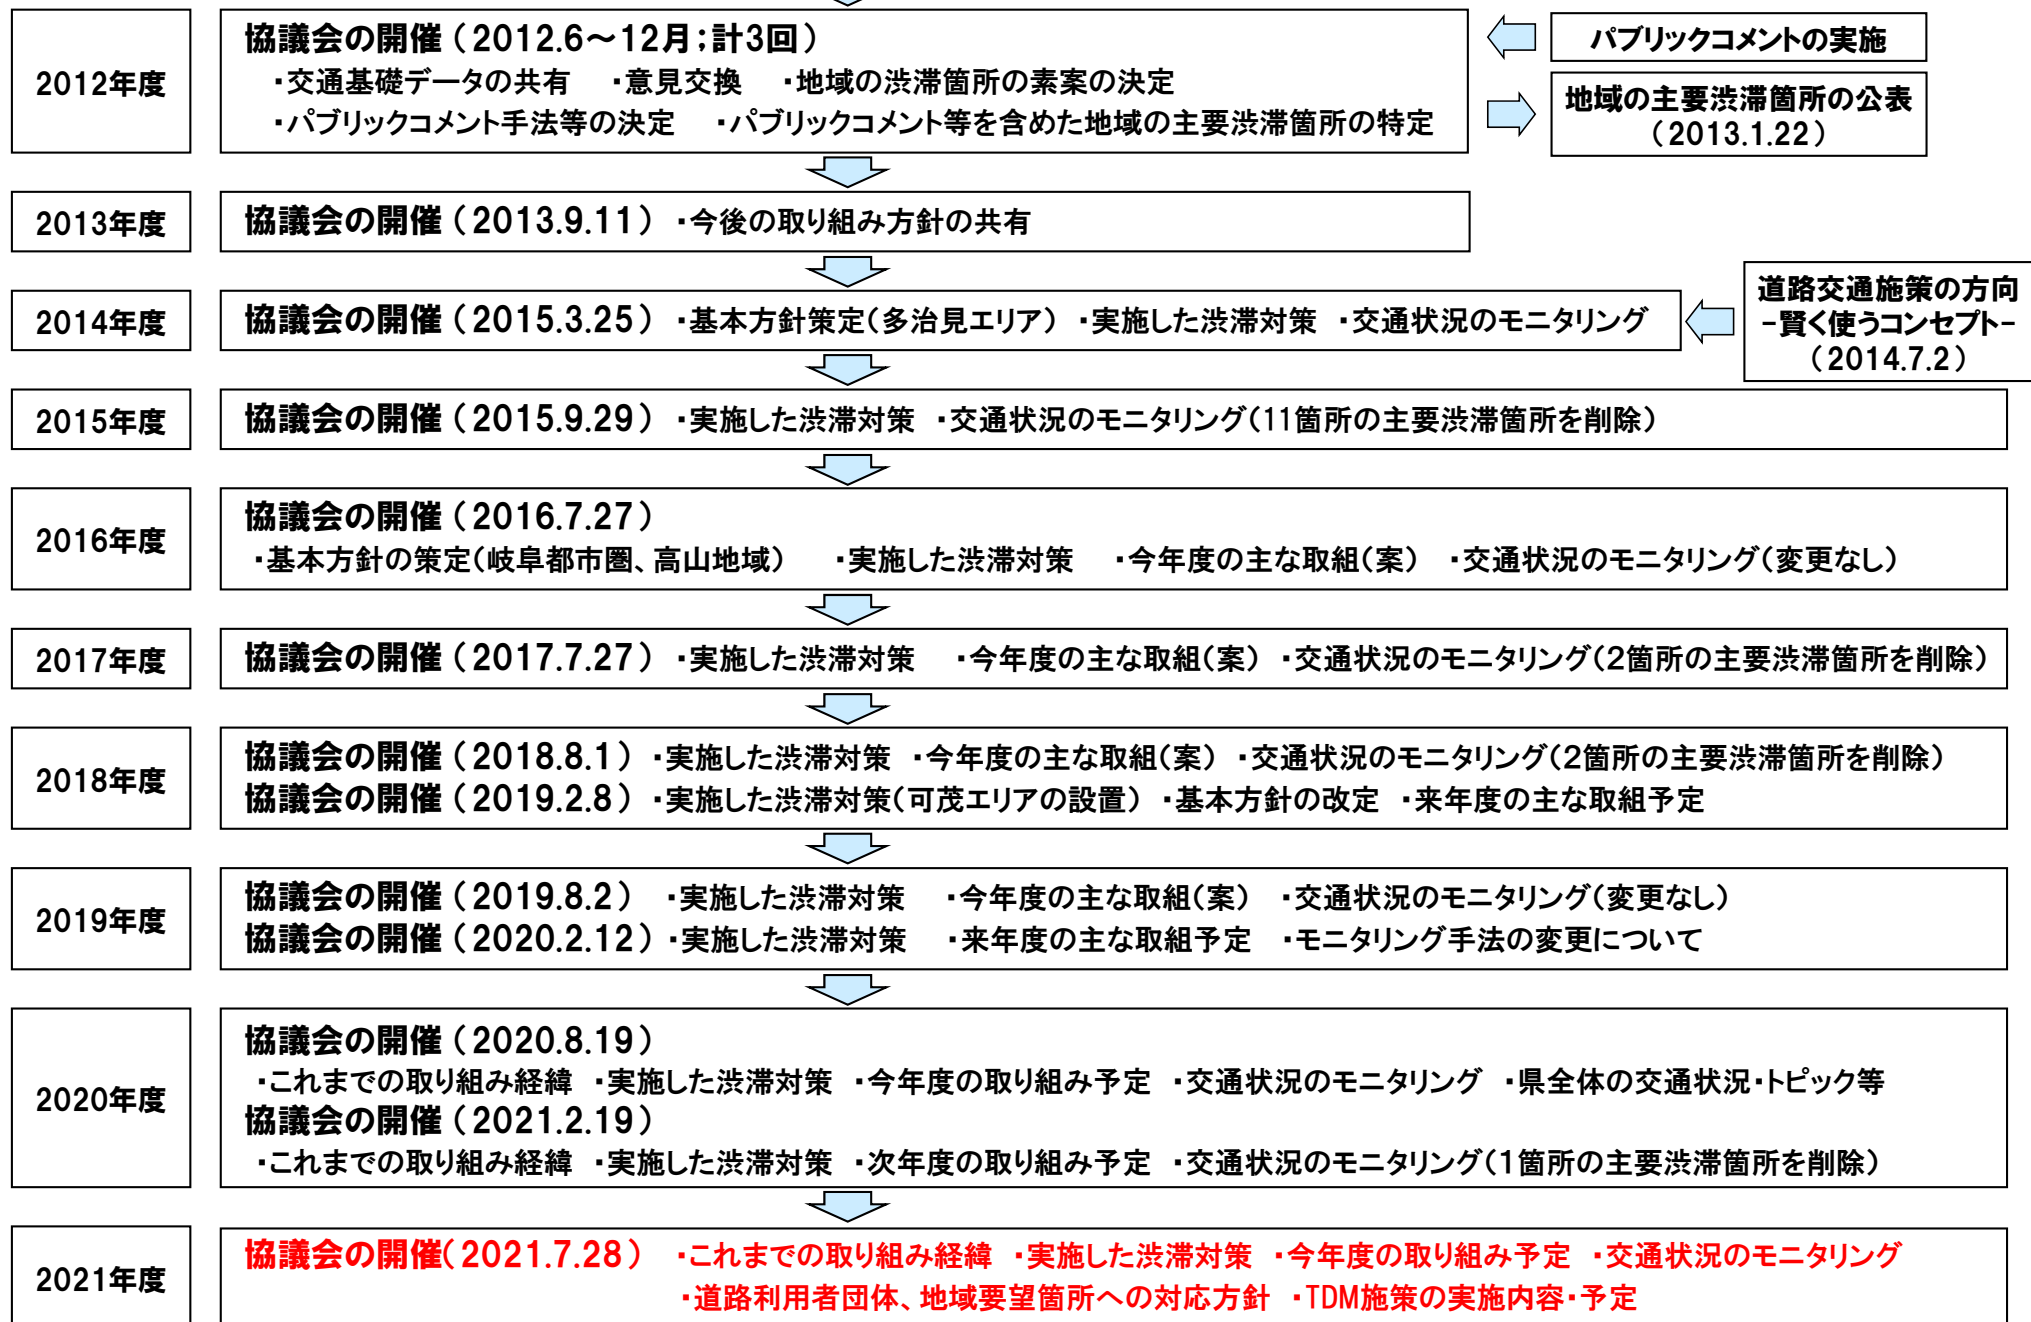 2012年度
協議会の開催（2012.6～12月；計3回）
・交通基礎データの共有　・意見交換　・地域の渋滞箇所の素案の決定
・パブリックコメント手法等の決定　・パブリックコメント等を含めた地域の主要渋滞箇所の特定
パブリックコメントの実施
地域の主要渋滞箇所の公表
（2013.1.22）
2013年度
協議会の開催（2013.9.11）・今後の取り組み方針の共有
2014年度
協議会の開催（2015.3.25）・基本方針策定（多治見エリア）・実施した渋滞対策・交通状況のモニタリング
道路交通施策の方向
－賢く使うコンセプト－
（2014.7.2）
2015年度
協議会の開催（2015.9.29）・実施した渋滞対策・交通状況のモニタリング（11箇所の主要渋滞箇所を削除）
2016年度
協議会の開催（2016.7.27）
・基本方針の策定（岐阜都市圏、高山地域）　・実施した渋滞対策　・今年度の主な取組（案）・交通状況のモニタリング（変更なし）
2017年度
協議会の開催（2017.7.27）・実施した渋滞対策　・今年度の主な取組（案）・交通状況のモニタリング（2箇所の主要渋滞箇所を削除）
2018年度
協議会の開催（2018.8.1）・実施した渋滞対策・今年度の主な取組（案）・交通状況のモニタリング（2箇所の主要渋滞箇所を削除）
協議会の開催（2019.2.8）・実施した渋滞対策（可茂エリアの設置）・基本方針の改定・来年度の主な取組予定
2019年度
協議会の開催（2019.8.2）・実施した渋滞対策　・今年度の主な取組（案）・交通状況のモニタリング（変更なし）
協議会の開催（2020.2.12）・実施した渋滞対策　・来年度の主な取組予定・モニタリング手法の変更について
2020年度
協議会の開催（2020.8.19）
・これまでの取り組み経緯・実施した渋滞対策・今年度の取り組み予定・交通状況のモニタリング・県全体の交通状況・トピック等
協議会の開催（2021.2.19）
・これまでの取り組み経緯・実施した渋滞対策・次年度の取り組み予定・交通状況のモニタリング（1箇所の主要渋滞箇所を削除）
2021年度
協議会の開催（2021.7.28）・これまでの取り組み経緯・実施した渋滞対策・今年度の取り組み予定・交通状況のモニタリング
・道路利用者団体、地域要望箇所への対応方針・TDM施策の実施内容・予定